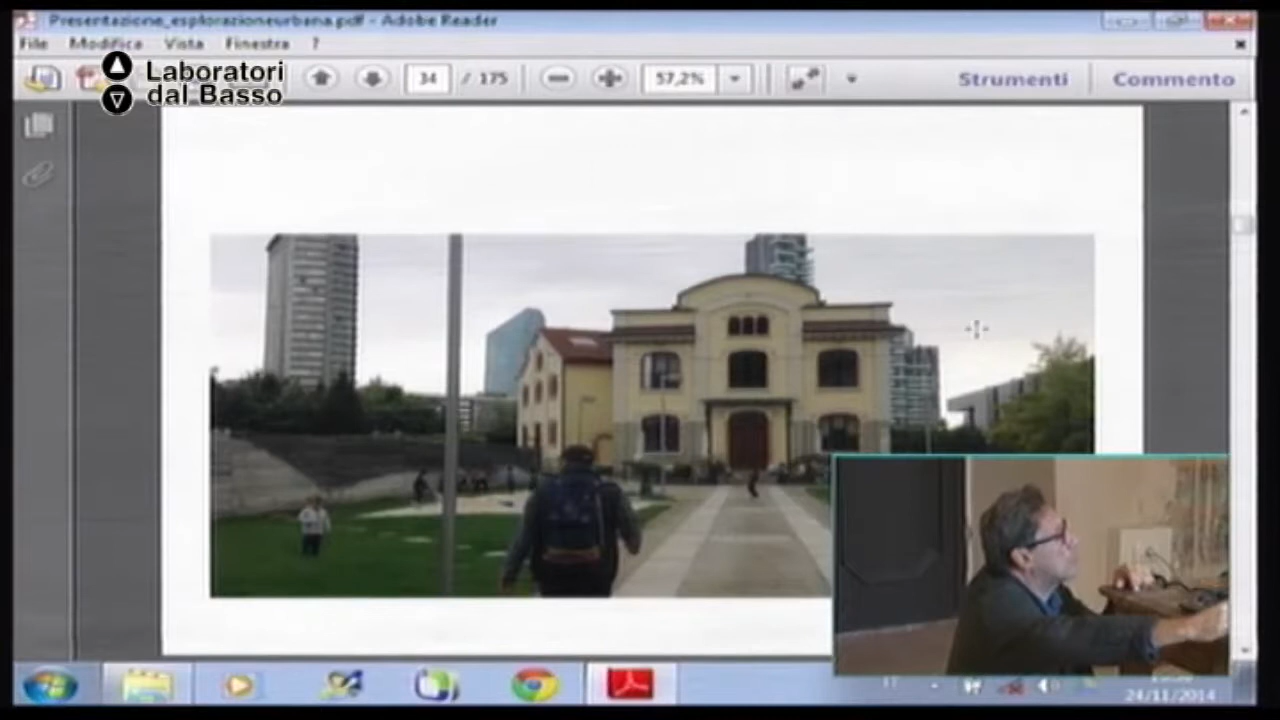 Presentazione_esplorazioneurbana.pdf - Adobe Reader
File Modifica Vista Finestra ?
Laboratori
dal Basso
34 / 175
57,2%
Strumenti
Commento
IT
24/11/2014